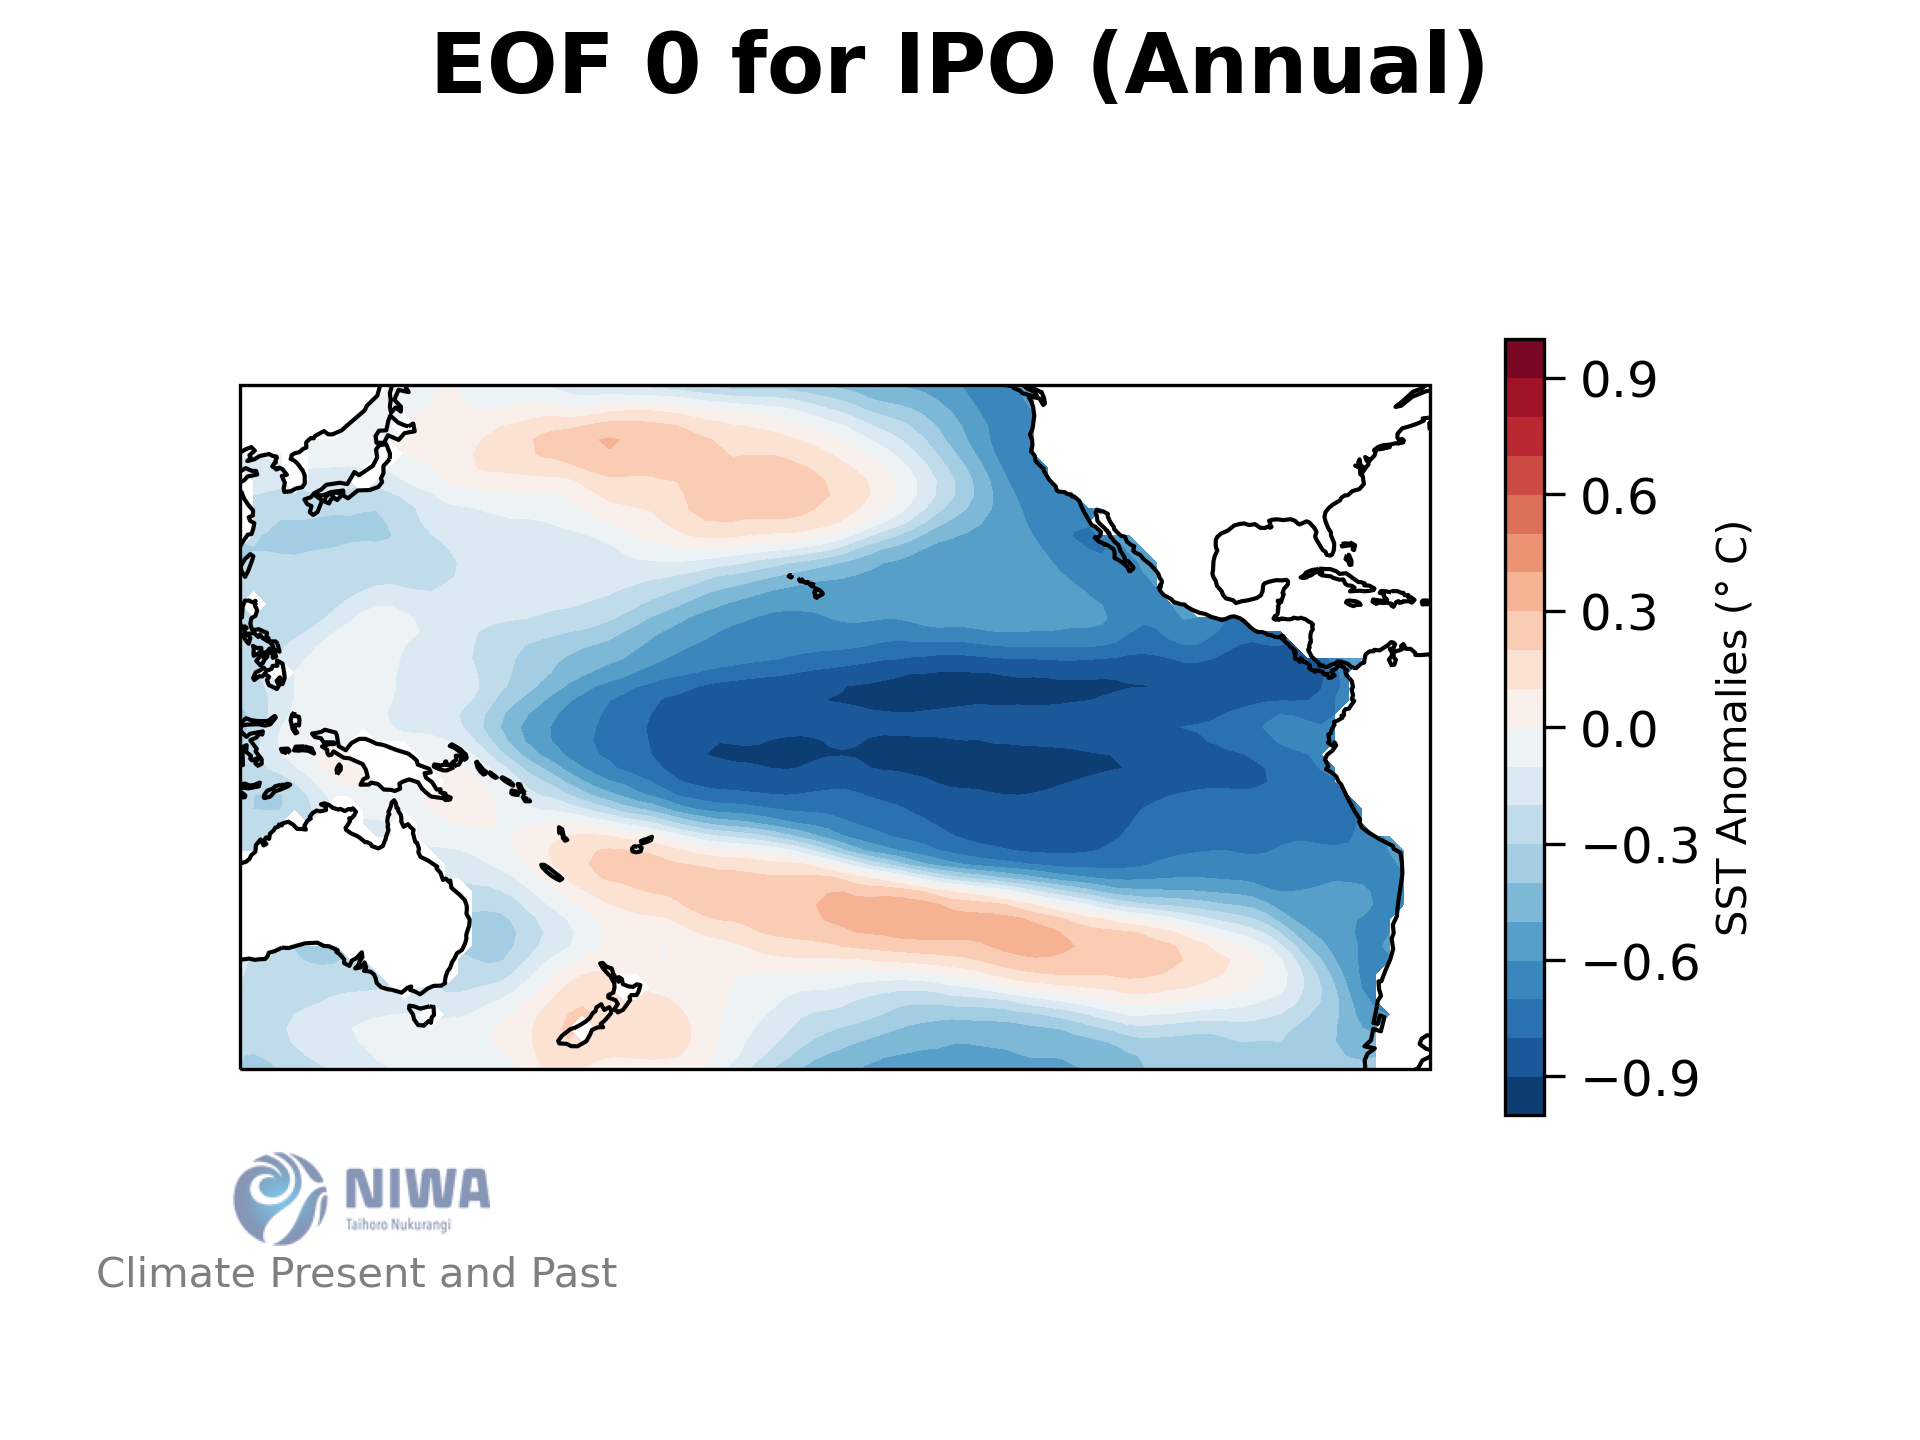 EOF 0 for IPO (Annual)
0.9
0.6
0.3
0.0
−0.3
−0.6
−0.9
SST Anomalies (° C)
NIWA
Taihoro Nukurangi
Climate Present and Past